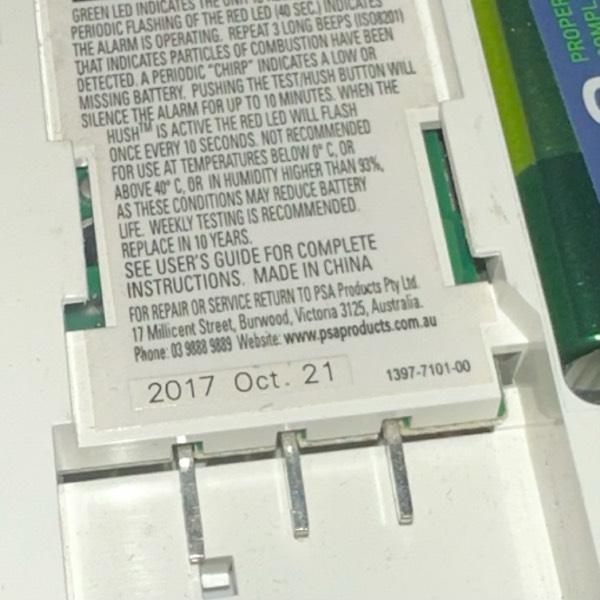 GREEN LED INDICATES THE UNIT IS
PERIODIC FLASHING OF THE RED LED (40 SEC.) INDICATES
THE ALARM IS OPERATING. REPEAT 3 LONG BEEPS (ISO8201)
THAT INDICATES PARTICLES OF COMBUSTION HAVE BEEN
DETECTED. A PERIODIC "CHIRP" INDICATES A LOW OR
MISSING BATTERY. PUSHING THE TEST/HUSH BUTTON WILL
SILENCE THE ALARM FOR UP TO 10 MINUTES. WHEN THE
HUSH™ IS ACTIVE THE RED LED WILL FLASH
ONCE EVERY 10 SECONDS. NOT RECOMMENDED
FOR USE AT TEMPERATURES BELOW 0° C, OR
ABOVE 40° C, OR IN HUMIDITY HIGHER THAN 93%,
AS THESE CONDITIONS MAY REDUCE BATTERY
LIFE. WEEKLY TESTING IS RECOMMENDED.
REPLACE IN 10 YEARS.
SEE USER'S GUIDE FOR COMPLETE
INSTRUCTIONS. MADE IN CHINA
FOR REPAIR OR SERVICE RETURN TO PSA Products Pty Ltd.
17 Millicent Street, Burwood, Victoria 3125, Australia.
Phone: 03 9888 9889 Website: www.psaproducts.com.au
2017 Oct. 21
1397-7101-00